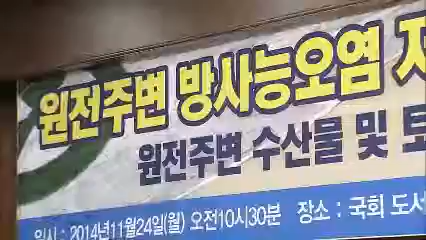 원전주변 방사능오염
원전주변 수산물 및
일시 : 2014년11월24일(월) 오전10시30분 장소 : 국회